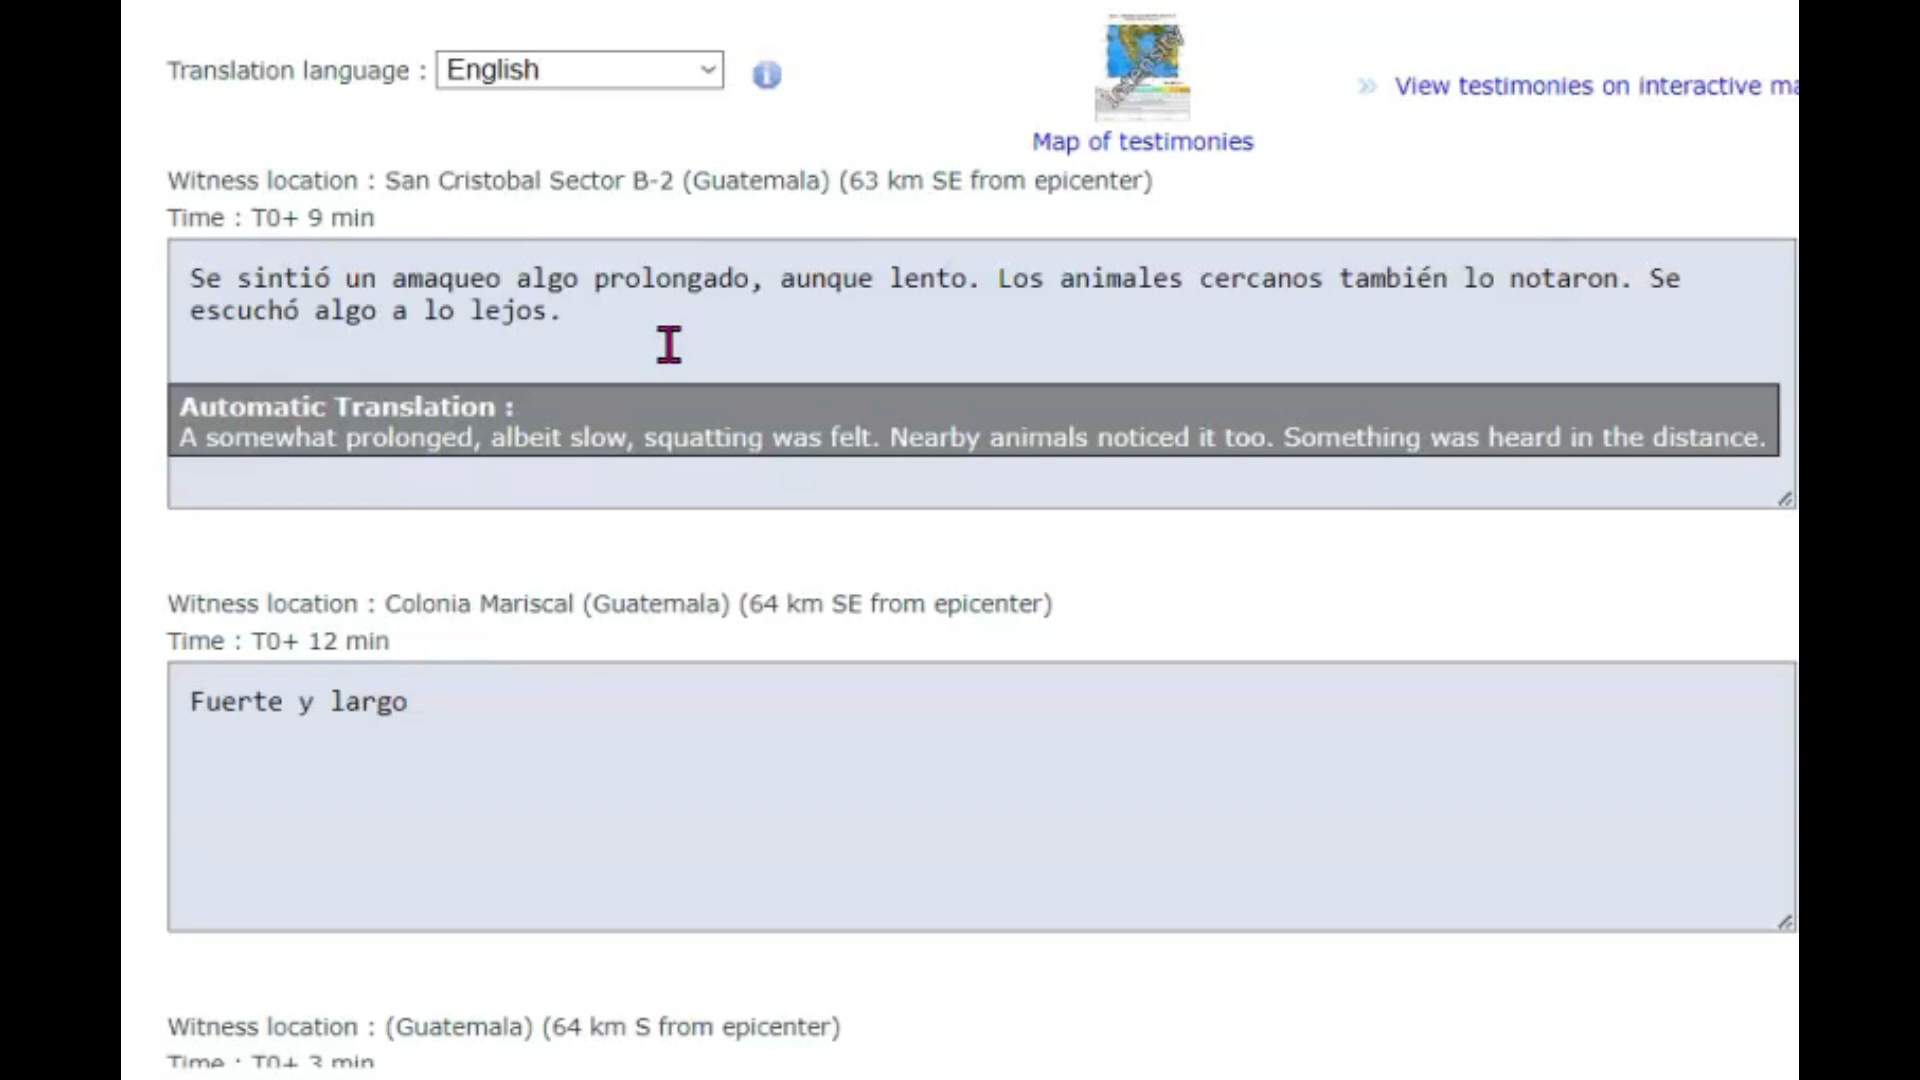 Translation language : English
View testimonies on interactive
Map of testimonies
Witness location : San Cristobal Sector B-2 (Guatemala) (63 km SE from epicenter)
Time : T0+ 9 min
Se sintió un amaqueo algo prolongado, aunque lento. Los animales cercanos también lo notaron. Se
escuchó algo a lo lejos.
Automatic Translation :
A somewhat prolonged, albeit slow, squatting was felt. Nearby animals noticed it too. Something was heard in the distance.
Witness location : Colonia Mariscal (Guatemala) (64 km SE from epicenter)
Time : T0+ 12 min
Fuerte y largo
Witness location : (Guatemala) (64 km S from epicenter)
Time : T0+ 3 min